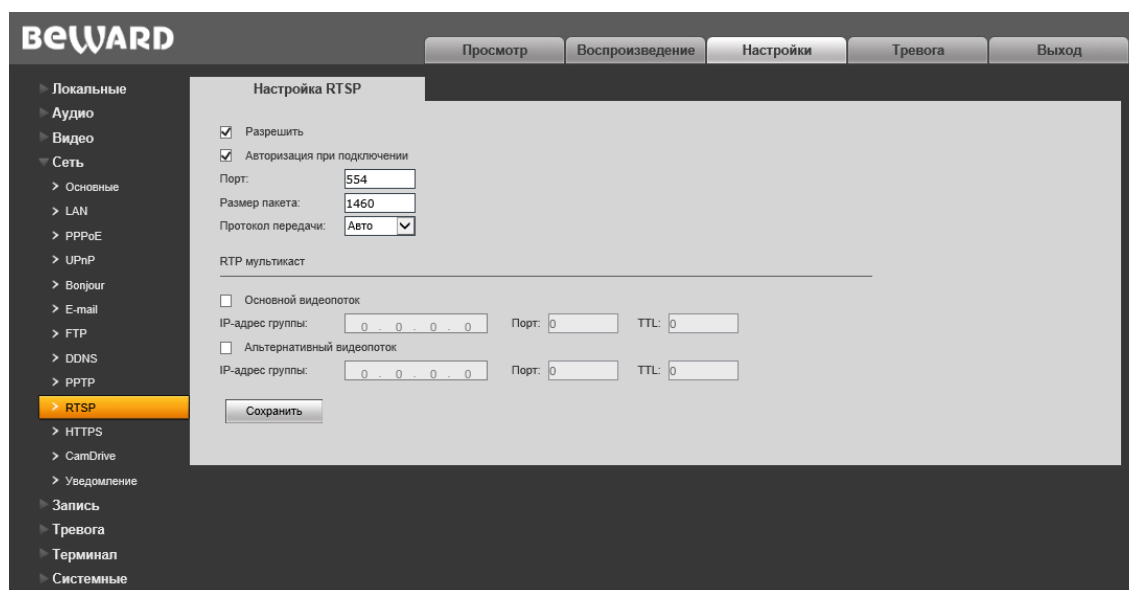 BEWARD
Просмотр Воспроизведение Настройки Тревога Выход
Локальные
Аудио
Видео
Сеть
Основные
LAN
PPPoE
UPnP
Bonjour
E-mail
FTP
DDNS
PPTP
RTSP
HTTPS
CamDrive
Уведомление
Запись
Тревога
Терминал
Системные
Настройка RTSP
Разрешить
Авторизация при подключении
Порт: 554
Размер пакета: 1460
Протокол передачи: Авто
RTP мультикаст
Основной видеопоток
IP-адрес группы: 0 . 0 . 0 . 0 Порт: 0 TTL: 0
Альтернативный видеопоток
IP-адрес группы: 0 . 0 . 0 . 0 Порт: 0 TTL: 0
Сохранить